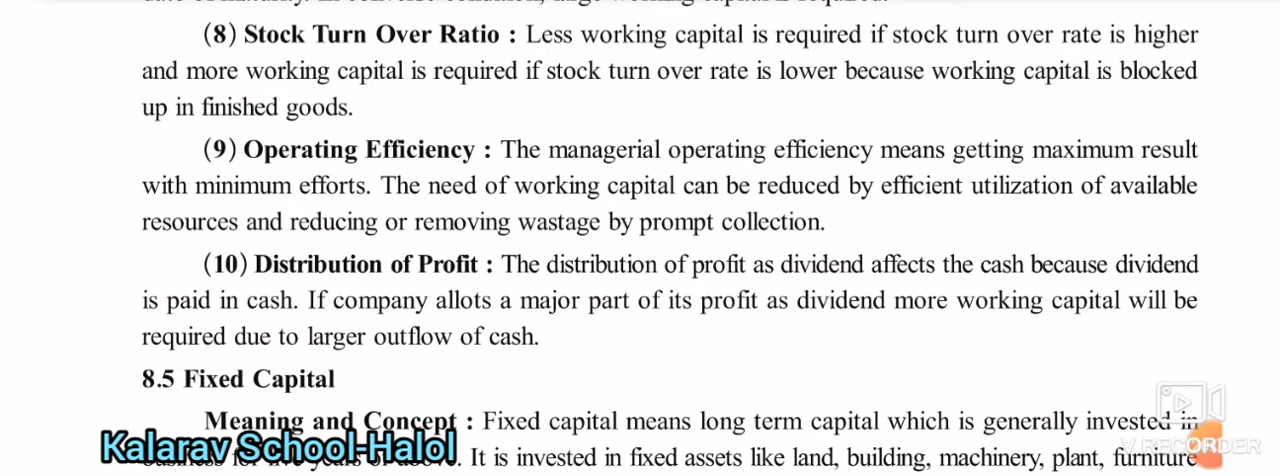 (8) Stock Turn Over Ratio : Less working capital is required if stock turn over rate is higher
and more working capital is required if stock turn over rate is lower because working capital is blocked
up in finished goods.
(9) Operating Efficiency : The managerial operating efficiency means getting maximum result
with minimum efforts. The need of working capital can be reduced by efficient utilization of available
resources and reducing or removing wastage by prompt collection.
(10) Distribution of Profit : The distribution of profit as dividend affects the cash because dividend
is paid in cash. If company allots a major part of its profit as dividend more working capital will be
required due to larger outflow of cash.
8.5 Fixed Capital
Meaning and Concept : Fixed capital means long term capital which is generally invested in
It is invested in fixed assets like land, building, machinery, plant, furniture
Kalarav School-Halol
V RECORDER